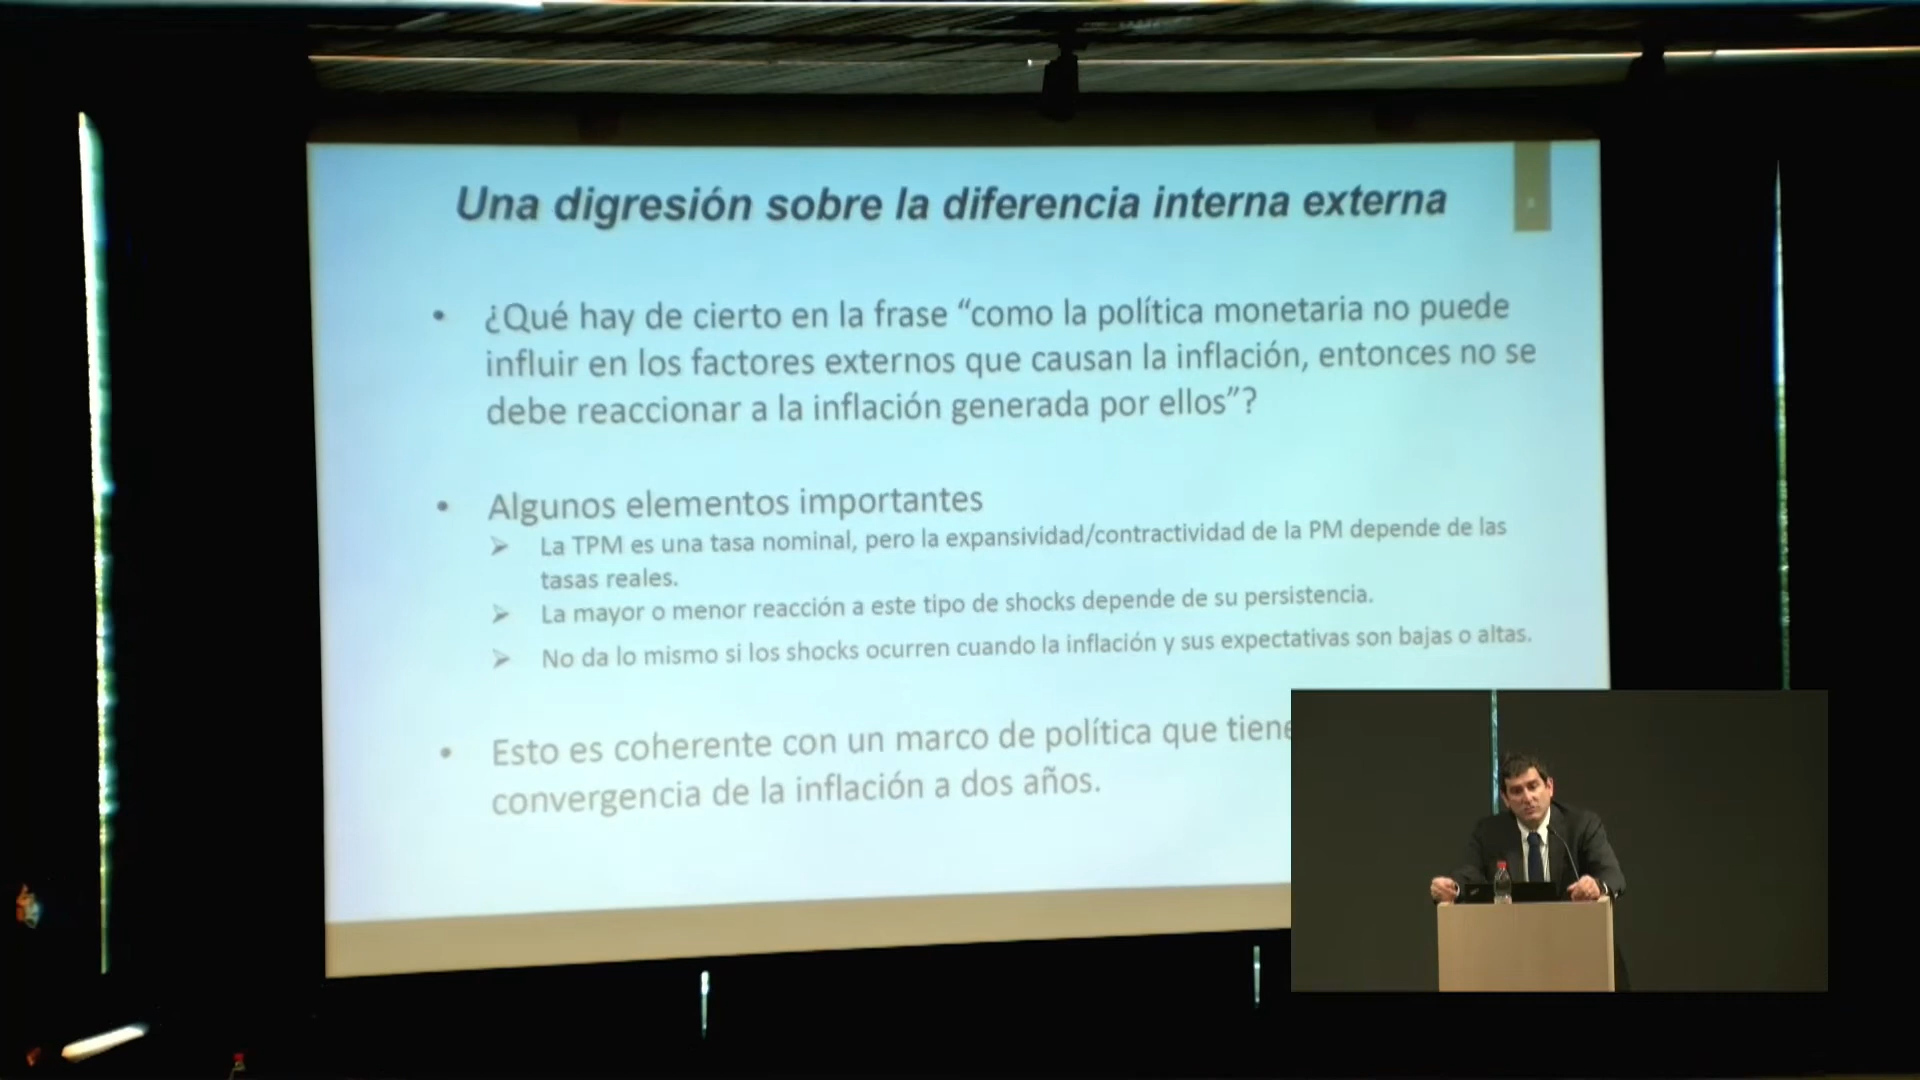 Una digresión sobre la diferencia interna externa
• ¿Qué hay de cierto en la frase “como la política monetaria no puede
influir en los factores externos que causan la inflación, entonces no se
debe reaccionar a la inflación generada por ellos”?
• Algunos elementos importantes
➢ La TPM es una tasa nominal, pero la expansividad/contractividad de la PM depende de las
tasas reales.
➢ La mayor o menor reacción a este tipo de shocks depende de su persistencia.
➢ No da lo mismo si los shocks ocurren cuando la inflación y sus expectativas son bajas o altas.
• Esto es coherente con un marco de política que tiene
convergencia de la inflación a dos años.